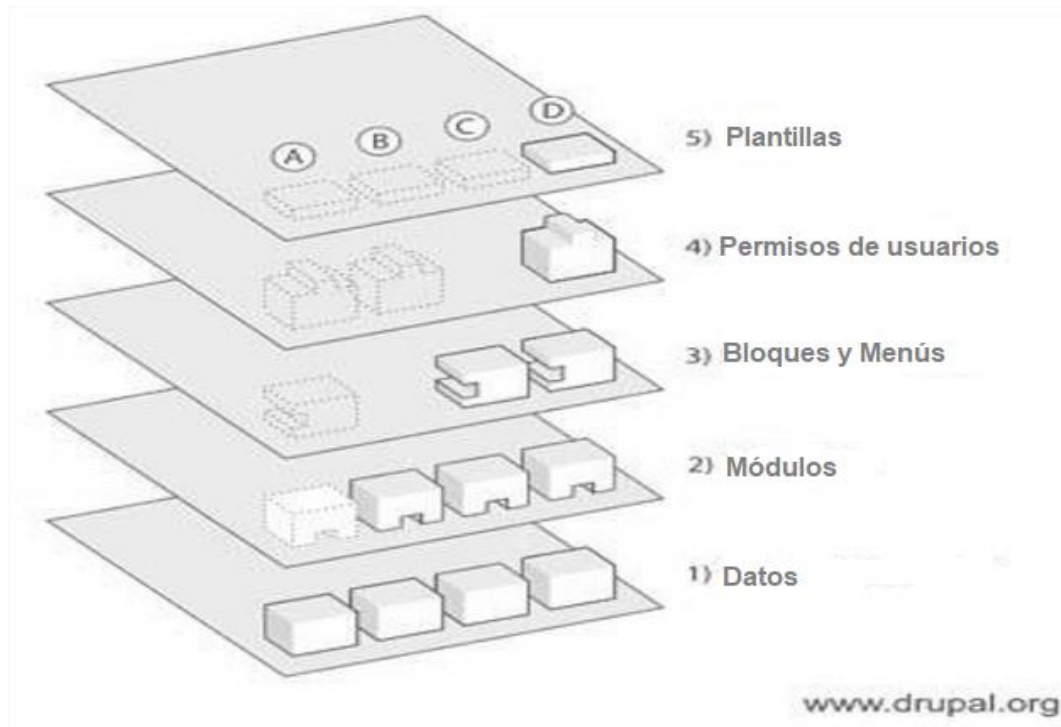 A
B
C
D
5) Plantillas
4) Permisos de usuarios
3) Bloques y Menús
2) Módulos
1) Datos
www.drupal.org